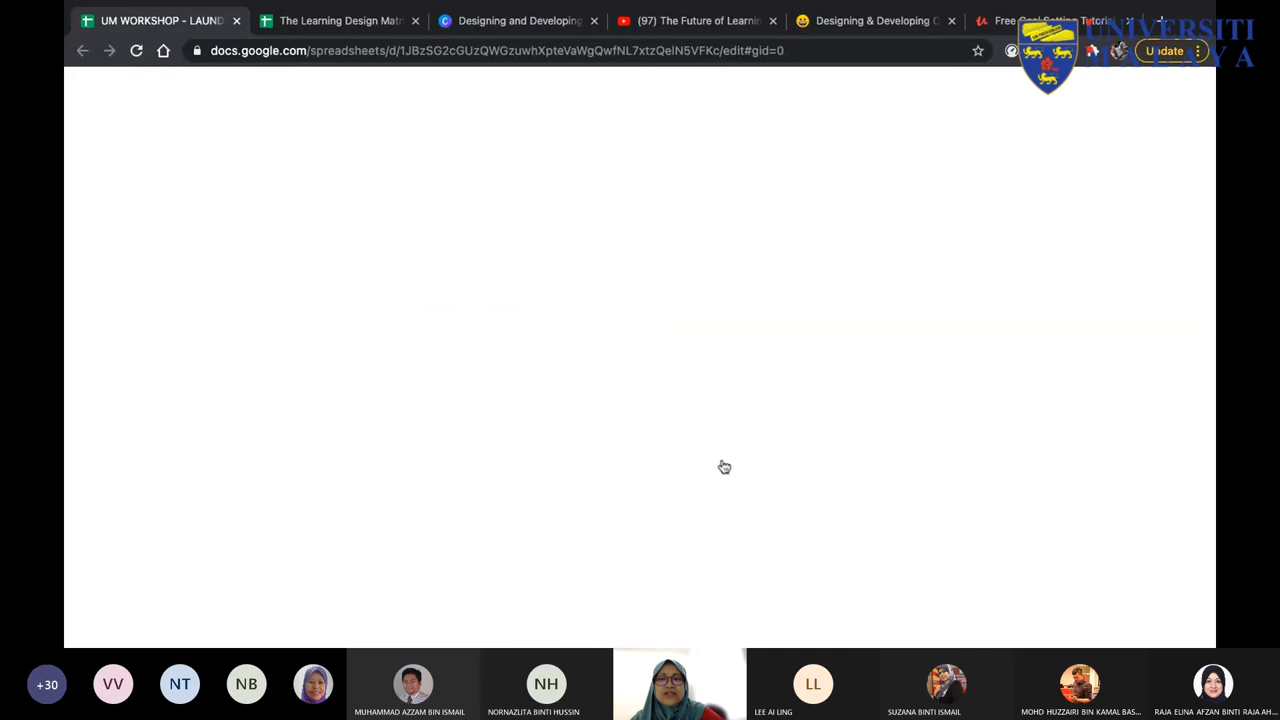 UM WORKSHOP - LAUND
The Learning Design Mat
Designing and Developing
(97) The Future of Learnin
Designing & Developing C
Free Goal Setting Tutorial
docs.google.com/spreadsheets/d/1JBzSG2cGUzQWGzuwhXpteVaWgQwfNL7xtzQelN5VFKc/edit#gid=0
Update
UNIVERSITI
MALAYA
+30
VV
NT
NB
MUHAMMAD AZZAM BIN ISMAIL
NH
NORNAZLITA BINTI HUSSIN
LL
LEE AI LING
SUZANA BINTI ISMAIL
MOHD HUZZAIRI BIN KAMAL BAS...
RAJA ELINA AFZAN BINTI RAJA AH...